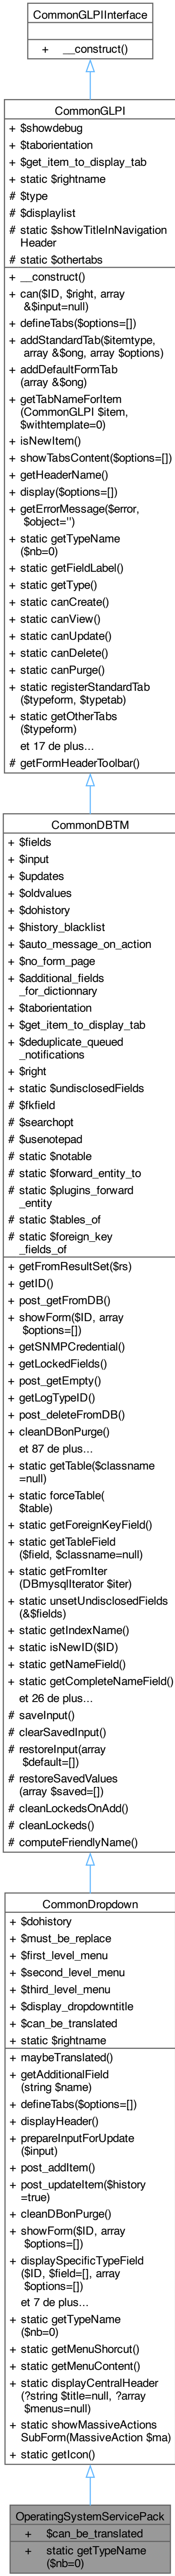 CommonGLPIInterface
+ __construct()
CommonGLPI
+ $showdebug
+ $taborientation
+ $get_item_to_display_tab
+ static $rightname
# $type
# $displaylist
# static $showTitleInNavigation
Header
# static $othertabs
+ __construct()
+ can($ID, $right, array
&$input=null)
+ defineTabs($options=[])
+ addStandardTab($itemtype,
array &$ong, array $options)
+ addDefaultFormTab
(array &$ong)
+ getTabNameForItem
(CommonGLPI $item,
$withtemplate=0)
+ isNewItem()
+ showTabsContent($options=[])
+ getHeaderName()
+ display($options=[])
+ getErrorMessage($error,
$object='')
+ static getTypeName
($nb=0)
+ static getFieldLabel()
+ static getType()
+ static canCreate()
+ static canView()
+ static canUpdate()
+ static canDelete()
+ static canPurge()
+ static registerStandardTab
($typeform, $typetab)
+ static getOtherTabs
($typeform)
et 17 de plus...
# getFormHeaderToolbar()
CommonDBTM
+ $fields
+ $input
+ $updates
+ $oldvalues
+ $dohistory
+ $history_blacklist
+ $auto_message_on_action
+ $no_form_page
+ $additional_fields
_for_dictionnary
+ $taborientation
+ $get_item_to_display_tab
+ $deduplicate_queued
_notifications
+ $right
+ static $undisclosedFields
# $fkfield
# $searchopt
# $usenotepad
# static $notable
# static $forward_entity_to
# static $plugins_forward
_entity
# static $tables_of
# static $foreign_key
_fields_of
+ getFromResultSet($rs)
+ getID()
+ post_getFromDB()
+ showForm($ID, array
$options=[])
+ getSNMPCredential()
+ getLockedFields()
+ post_getEmpty()
+ getLogTypeID()
+ post_deleteFromDB()
+ cleanDBonPurge()
et 87 de plus...
+ static getTable($classname
=null)
+ static forceTable(
$table)
+ static getForeignKeyField()
+ static getTableField
($field, $classname=null)
+ static getFromIter
(DBmysqlIterator $iter)
+ static unsetUndisclosedFields
(&$fields)
+ static getIndexName()
+ static isNewID($ID)
+ static getNameField()
+ static getCompleteNameField()
et 26 de plus...
# saveInput()
# clearSavedInput()
# restoreInput(array
$default=[])
# restoreSavedValues
(array $saved=[])
# cleanLockedsOnAdd()
# cleanLockeds()
# computeFriendlyName()
CommonDropdown
+ $dohistory
+ $must_be_replace
+ $first_level_menu
+ $second_level_menu
+ $third_level_menu
+ $display_dropdowntitle
+ $can_be_translated
+ static $rightname
+ maybeTranslated()
+ getAdditionalField
(string $name)
+ defineTabs($options=[])
+ displayHeader()
+ prepareInputForUpdate
($input)
+ post_addItem()
+ post_updateItem($history
=true)
+ cleanDBonPurge()
+ showForm($ID, array
$options=[])
+ displaySpecificTypeField
($ID, $field=[], array
$options=[])
et 7 de plus...
+ static getTypeName
($nb=0)
+ static getMenuShorcut()
+ static getMenuContent()
+ static displayCentralHeader
(?string $title=null, ?array
$menus=null)
+ static showMassiveActions
SubForm(MassiveAction $ma)
+ static getIcon()
OperatingSystemServicePack
+ $can_be_translated
+ static getTypeName
($nb=0)